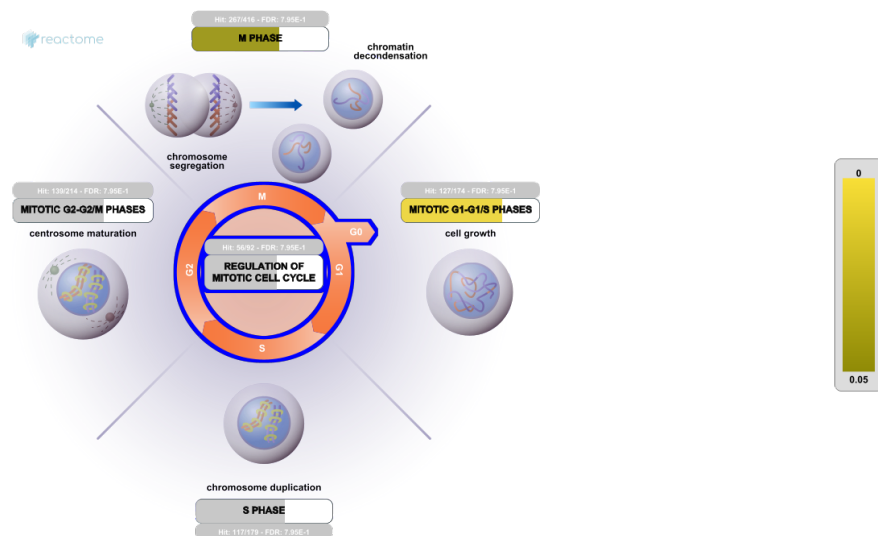 Hit: 267/416 - FDR: 7.95E-1
M PHASE
reactome
chromatin
decondensation
chromosome
segregation
Hit: 139/214 - FDR: 7.95E-1
MITOTIC G2-G2/M PHASES
centrosome maturation
Hit: 127/174 - FDR: 7.95E-1
MITOTIC G1-G1/S PHASES
cell growth
M
G0
G2
G1
Hit: 56/92 - FDR: 7.95E-1
REGULATION OF
MITOTIC CELL CYCLE
S
chromosome duplication
S PHASE
Hit: 117/179 - FDR: 7.95E-1
0
0.05